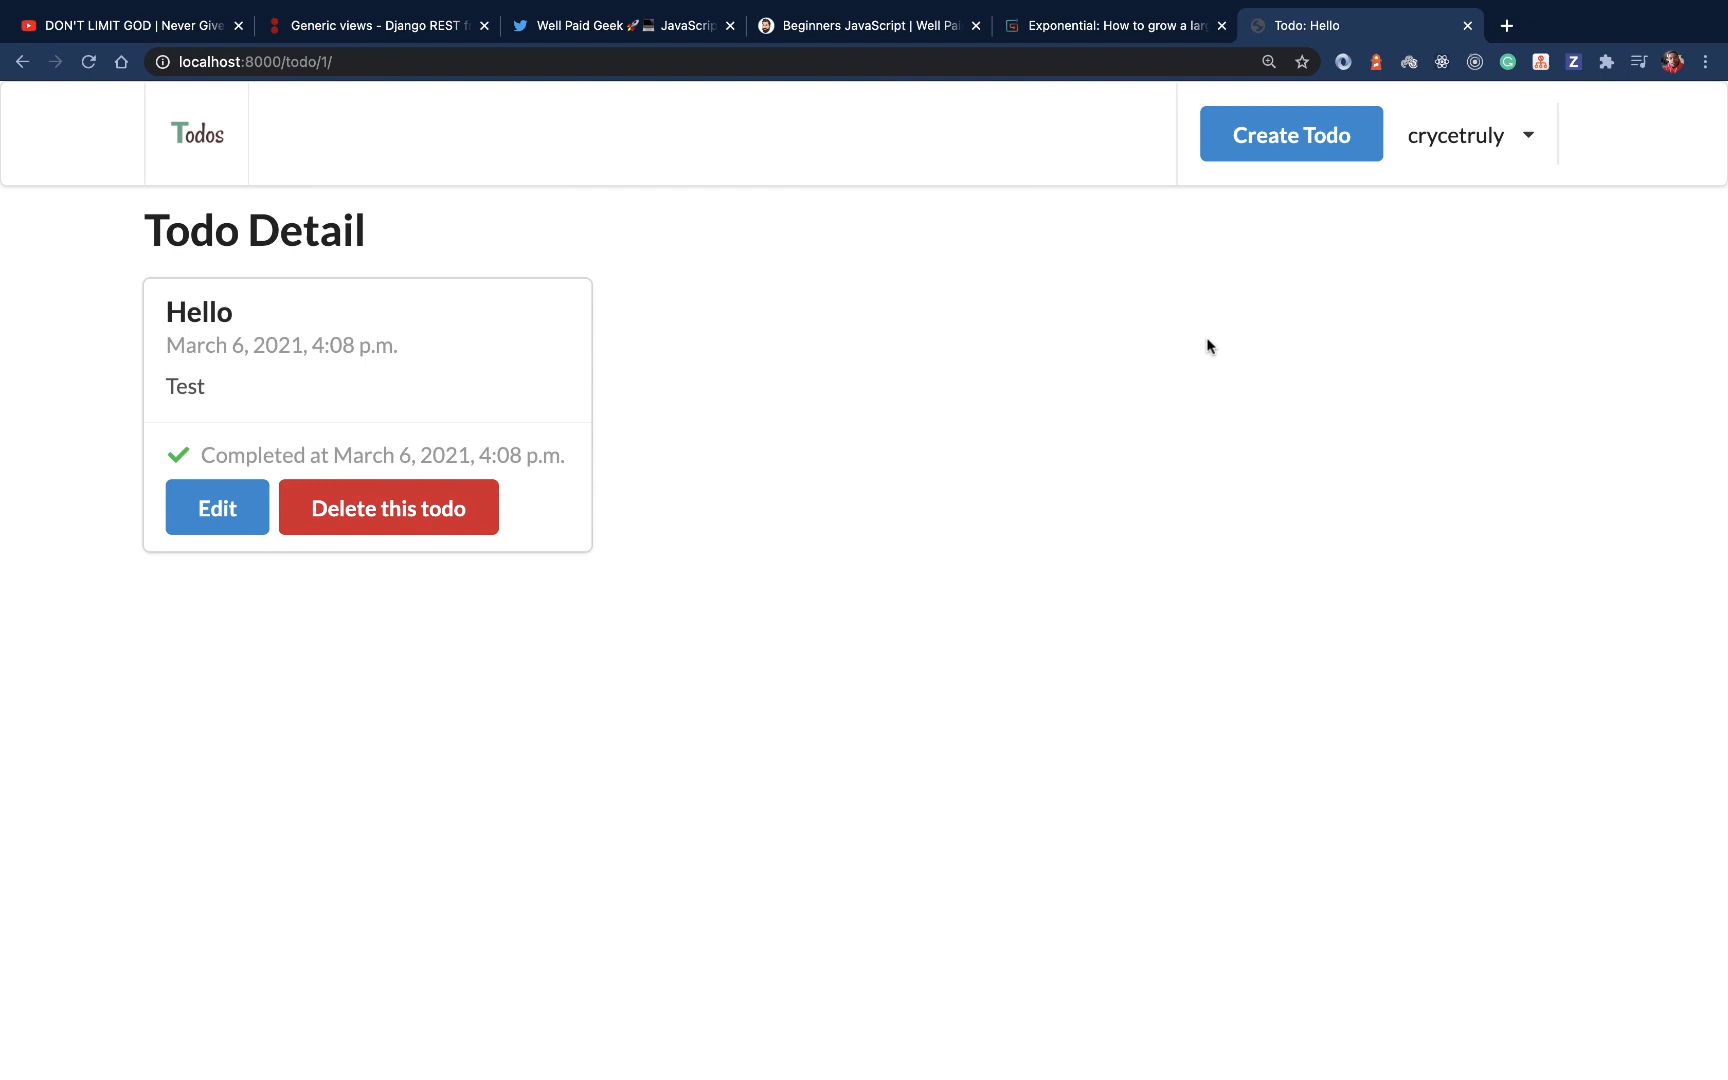 DON'T LIMIT GOD | Never Give
Generic views - Django REST f
Well Paid Geek 🚀💻 JavaScrip
Beginners JavaScript | Well Pai
Exponential: How to grow a lar
Todo: Hello
localhost:8000/todo/1/
Todos
Create Todo
crycetruly
Todo Detail
Hello
March 6, 2021, 4:08 p.m.
Test
Completed at March 6, 2021, 4:08 p.m.
Edit
Delete this todo